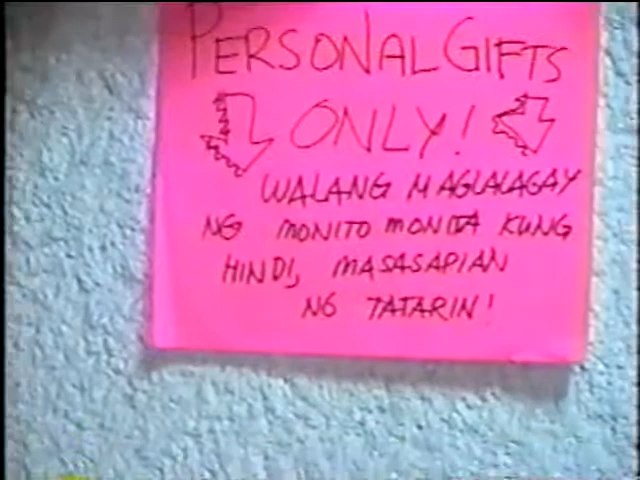 PERSONAL GIFTS
ONLY!
WALANG MAGLALAGAY
NG MONITO MONITA KUNG
HINDI, MASASAPIAN
NG TATARIN!